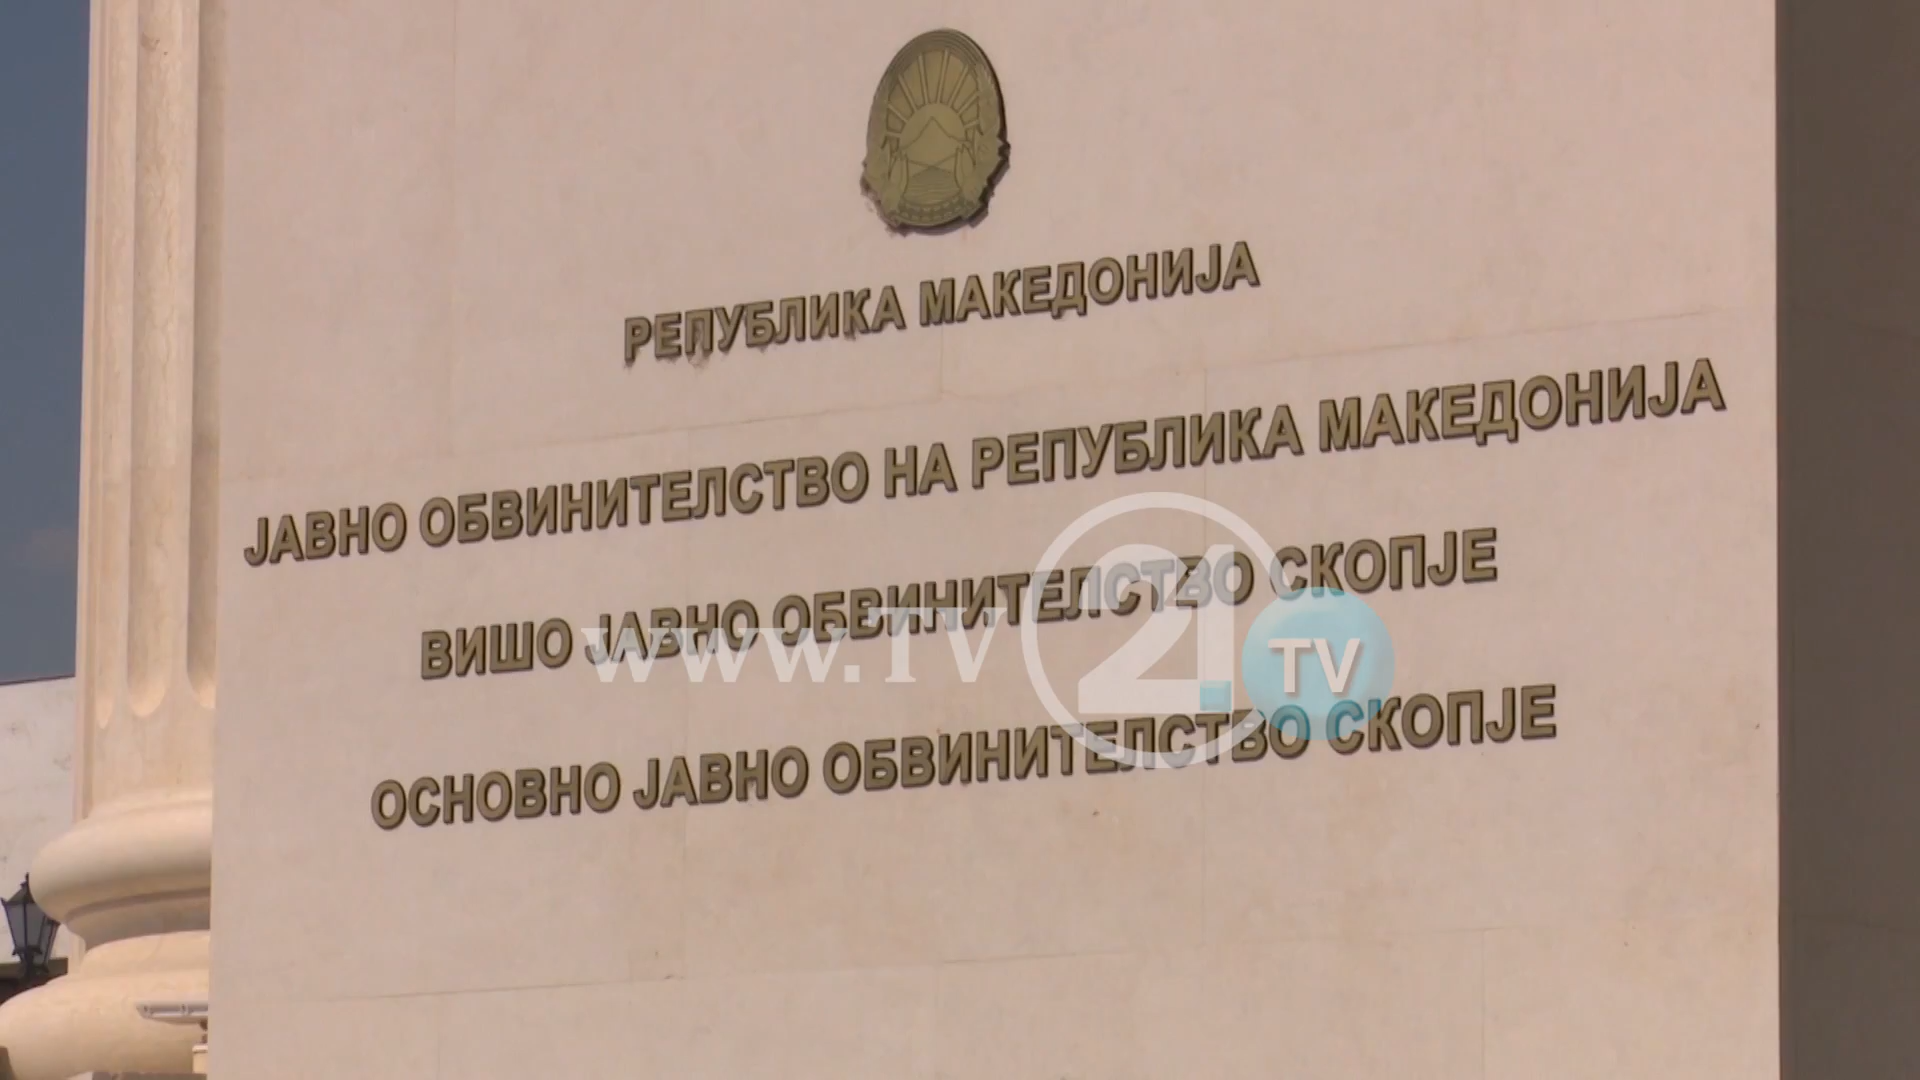 РЕПУБЛИКА МАКЕДОНИЈА
ЈАВНО ОБВИНИТЕЛСТВО НА РЕПУБЛИКА МАКЕДОНИЈА
ВИШО ЈАВНО ОБВИНИТЕЛСТВО СКОПЈЕ
www.TV21.TV
ОСНОВНО ЈАВНО ОБВИНИТЕЛСТВО СКОПЈЕ